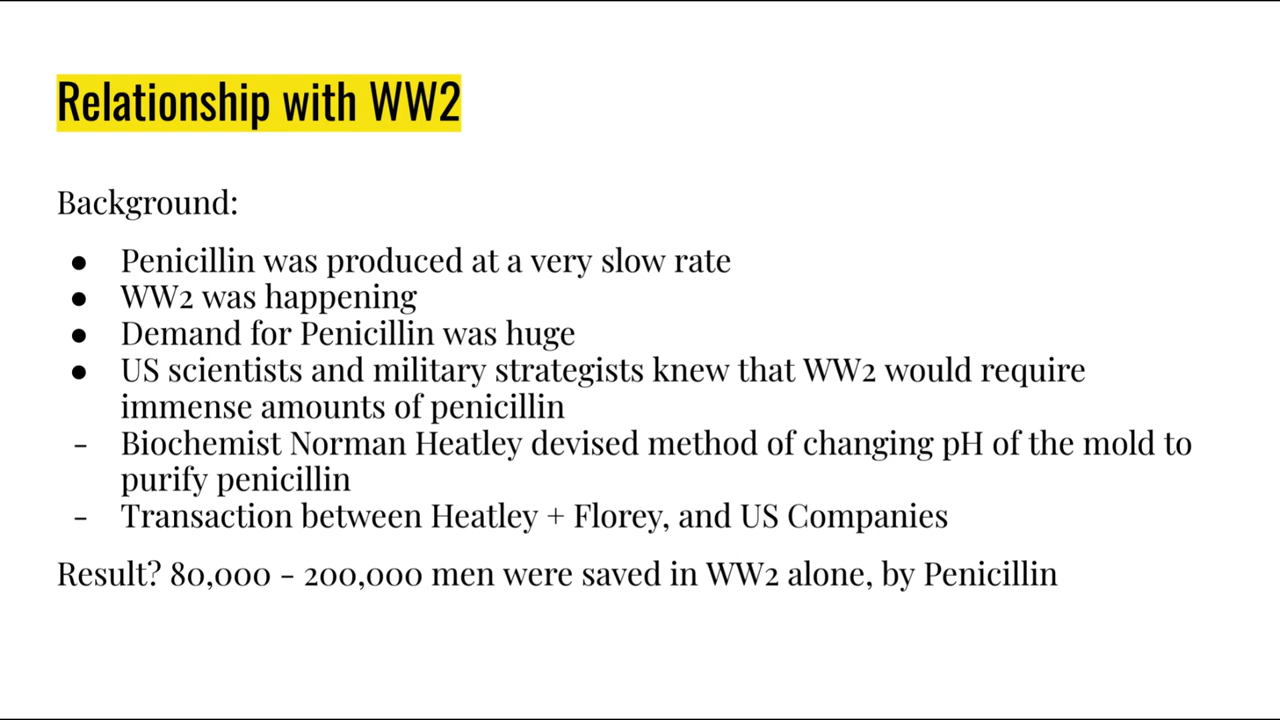 Relationship with WW2
Background:
● Penicillin was produced at a very slow rate
● WW2 was happening
● Demand for Penicillin was huge
● US scientists and military strategists knew that WW2 would require
immense amounts of penicillin
- Biochemist Norman Heatley devised method of changing pH of the mold to
purify penicillin
- Transaction between Heatley + Florey, and US Companies
Result? 80,000 - 200,000 men were saved in WW2 alone, by Penicillin